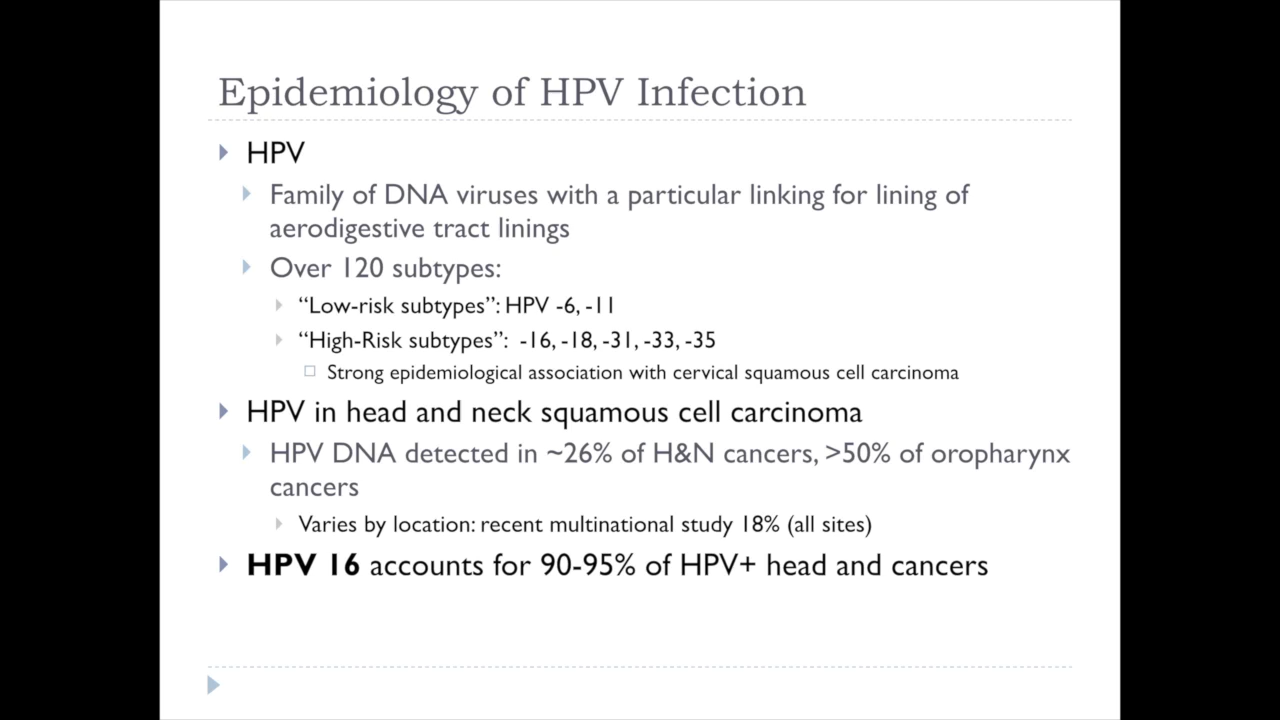 Epidemiology of HPV Infection
HPV
Family of DNA viruses with a particular linking for lining of
aerodigestive tract linings
Over 120 subtypes:
“Low-risk subtypes”: HPV -6, -11
“High-Risk subtypes”:  -16, -18, -31, -33, -35
Strong epidemiological association with cervical squamous cell carcinoma
HPV in head and neck squamous cell carcinoma
HPV DNA detected in ~26% of H&N cancers, >50% of oropharynx
cancers
Varies by location: recent multinational study 18% (all sites)
HPV 16 accounts for 90-95% of HPV+ head and cancers